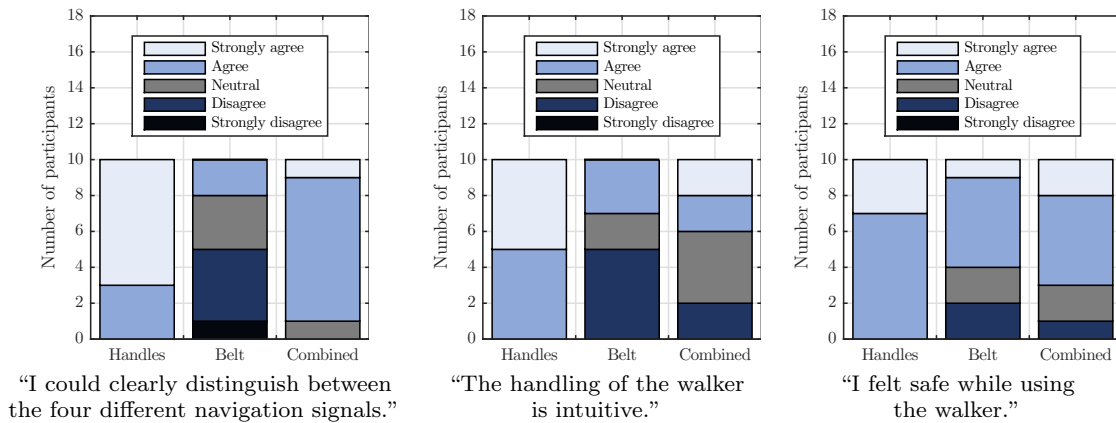 18
16
14
12
10
8
6
4
2
0
Number of participants
Strongly agree
Agree
Neutral
Disagree
Strongly disagree
Handles Belt Combined
“I could clearly distinguish between
the four different navigation signals.”
18
16
14
12
10
8
6
4
2
0
Number of participants
Strongly agree
Agree
Neutral
Disagree
Strongly disagree
Handles Belt Combined
“The handling of the walker
is intuitive.”
18
16
14
12
10
8
6
4
2
0
Number of participants
Strongly agree
Agree
Neutral
Disagree
Strongly disagree
Handles Belt Combined
“I felt safe while using
the walker.”